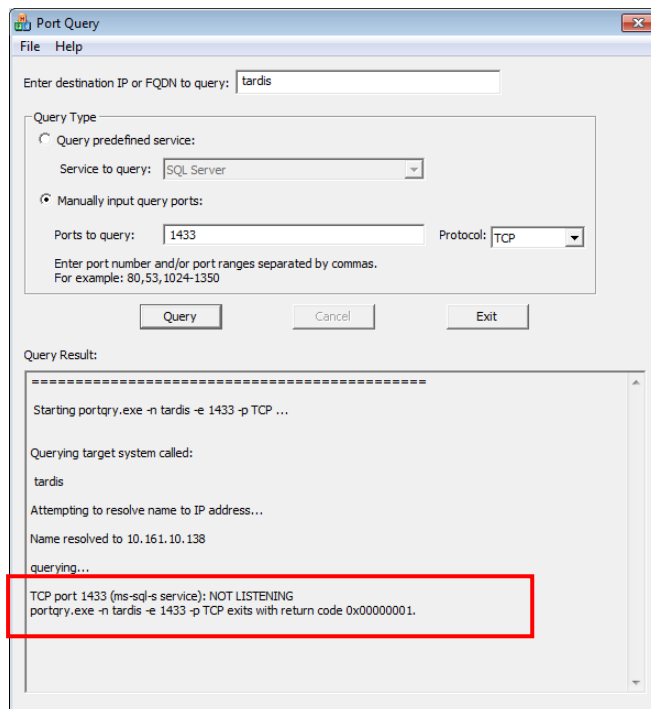 Port Query
File Help
Enter destination IP or FQDN to query: tardis
Query Type
Query predefined service:
Service to query: SQL Server
Manually input query ports:
Ports to query: 1433 Protocol: TCP
Enter port number and/or port ranges separated by commas.
For example: 80,53,1024-1350
Query Cancel Exit
Query Result:
=============================================
Starting portqry.exe -n tardis -e 1433 -p TCP ...
Querying target system called:
tardis
Attempting to resolve name to IP address...
Name resolved to 10.161.10.138
querying...
TCP port 1433 (ms-sql-s service): NOT LISTENING
portqry.exe -n tardis -e 1433 -p TCP exits with return code 0x00000001.